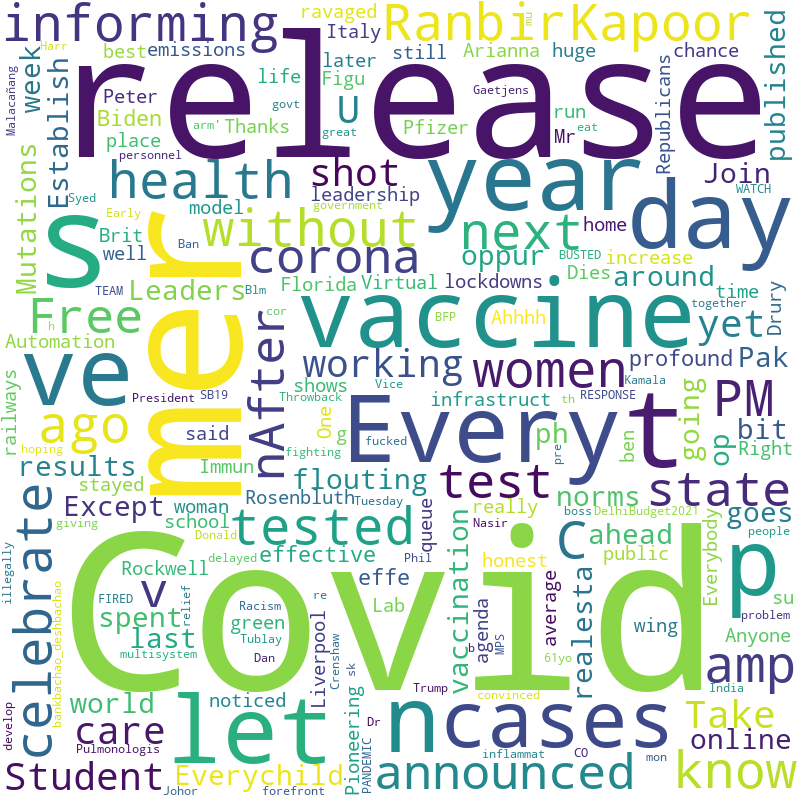 informing
ravaged
RanbirKapoor
mu
Harr
best
emissions
Italy
later
still
Arianna
huge
chance
release
Malacañang
week
Establish
Peter
life
Figu
Gaetjens
Republicans
published
Biden
govt
U
run
place
arm'
Thanks
great
Pfizer
eat
Mr
personnel
health
shot
year
Join
day
Mutations
Syed
model
leadership
government
WATCH
s
mer
Early
without
next
home
Brit
well
Ban
corona
oppur
BUSTED
increase
TEAM
Leaders
Blm
Florida
Virtual
lockdowns
Dies
around
time
together
Drury
Free
h
cor
vaccine
BFP
Ahhhh
yet
Automation
nAfter
working
women
profound
Pak
railways
ve
shows
Vice
Kamala
President
SB19
Throwback
infrastruct
RESPONSE
th
PM
ago
said
One
g
Every
t
ph
ben
going
op
bit
hoping
fucked
fighting
pre
Right
results
Immun
flouting
test
state
stayed
Except
woman
Rosenbluth
Tuesday
queue
really
norms
boss
DelhiBudget2021
goes
giving
school
tested
Nasir
C
ahead
people
celebrate
Donald
delayed
effective
Phil
honest
public
Everybody
illegally
Rockwell
v
effe
vaccination
realesta
p
su
FIRED
re
Lab
average
problem
spent
relief
Racism
agenda
wing
Anyone
last
green
Tublay
Liverpool
b
MPS
Covid
bankbachao_deshbachao
multisystem
Dan
Crenshaw
sk
61yo
amp
world
noticed
Trump
convinced
India
let
n
cases
Take
develop
care
Pioneering
PANDEMIC
Dr
online
Pulmonologis
inflammat
CO
mon
Student
Everychild
announced
know
Johor
forefront